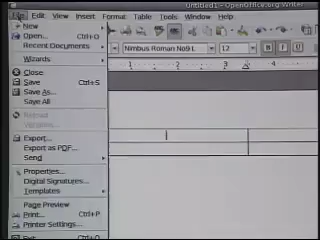 Untitled1 - OpenOffice.org Writer
File Edit View Insert Format Table Tools Window Help
New
Open... Ctrl+O
Recent Documents
Nimbus Roman No9 L 12
Wizards
Close
Save Ctrl+S
Save As...
Save All
Reload
Versions...
Export...
Export as PDF...
Send
Properties...
Digital Signatures...
Templates
Page Preview
Print... Ctrl+P
Printer Settings...
Exit Ctrl+Q